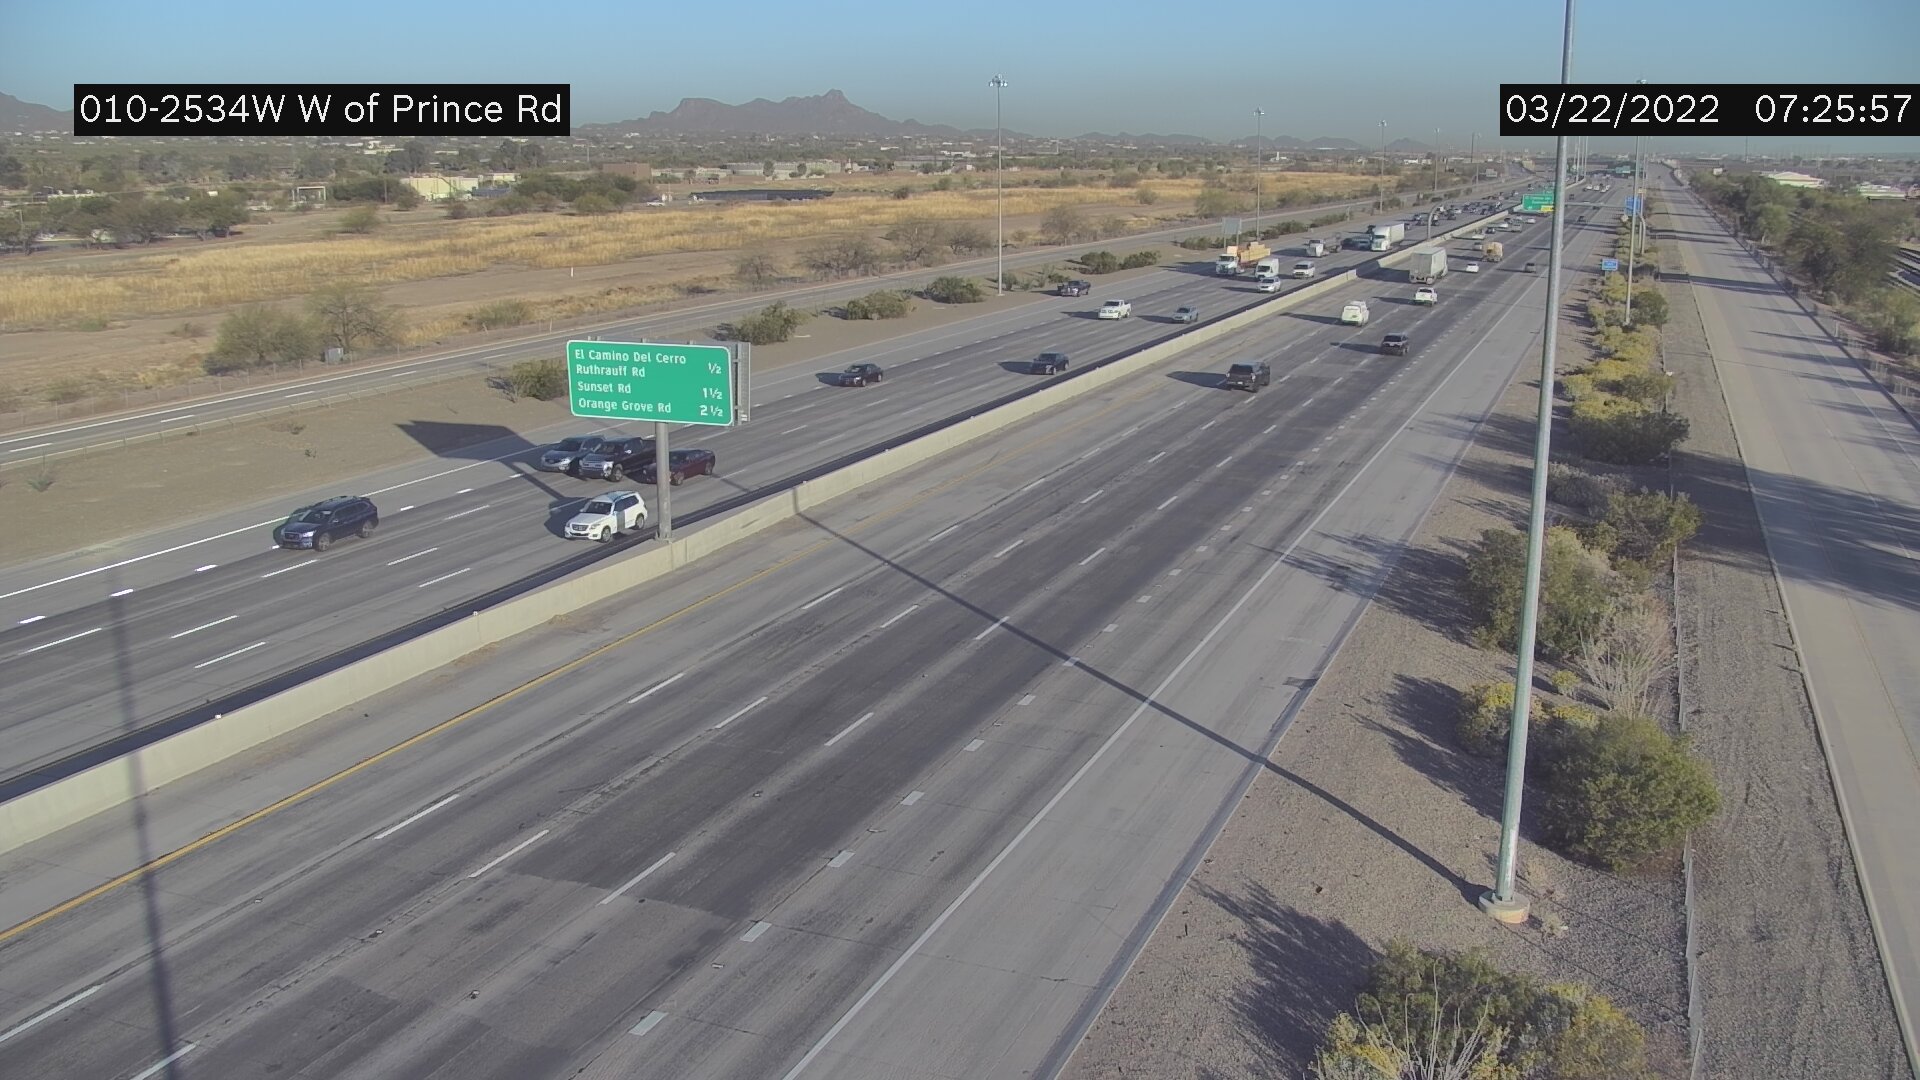 010-2534W W of Prince Rd
03/22/2022 07:25:57
El Camino Del Cerro
Ruthrauff Rd 1/2
Sunset Rd 1 1/2
Orange Grove Rd 2 1/2